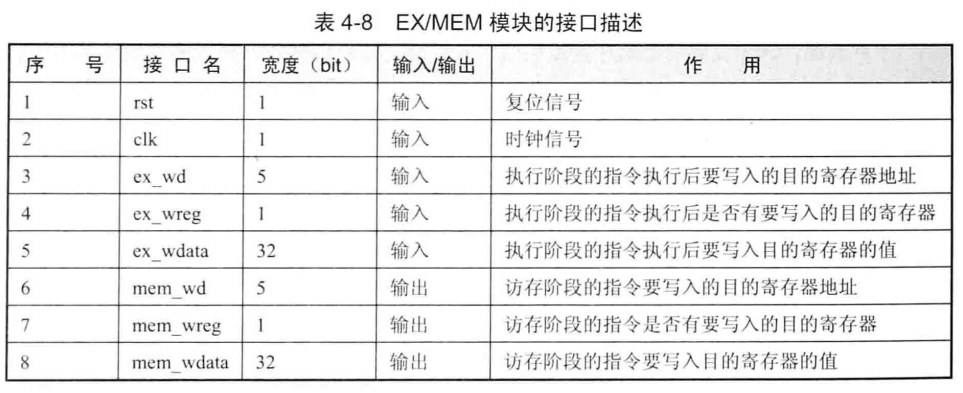 表 4-8 EX/MEM 模块的接口描述
序 号 接 口 名 宽度（bit） 输入/输出 作 用
1 rst 1 输入 复位信号
2 clk 1 输入 时钟信号
3 ex_wd 5 输入 执行阶段的指令执行后要写入的目的寄存器地址
4 ex_wreg 1 输入 执行阶段的指令执行后是否有要写入的目的寄存器
5 ex_wdata 32 输入 执行阶段的指令执行后要写入目的寄存器的值
6 mem_wd 5 输出 访存阶段的指令要写入的目的寄存器地址
7 mem_wreg 1 输出 访存阶段的指令是否有要写入的目的寄存器
8 mem_wdata 32 输出 访存阶段的指令要写入目的寄存器的值